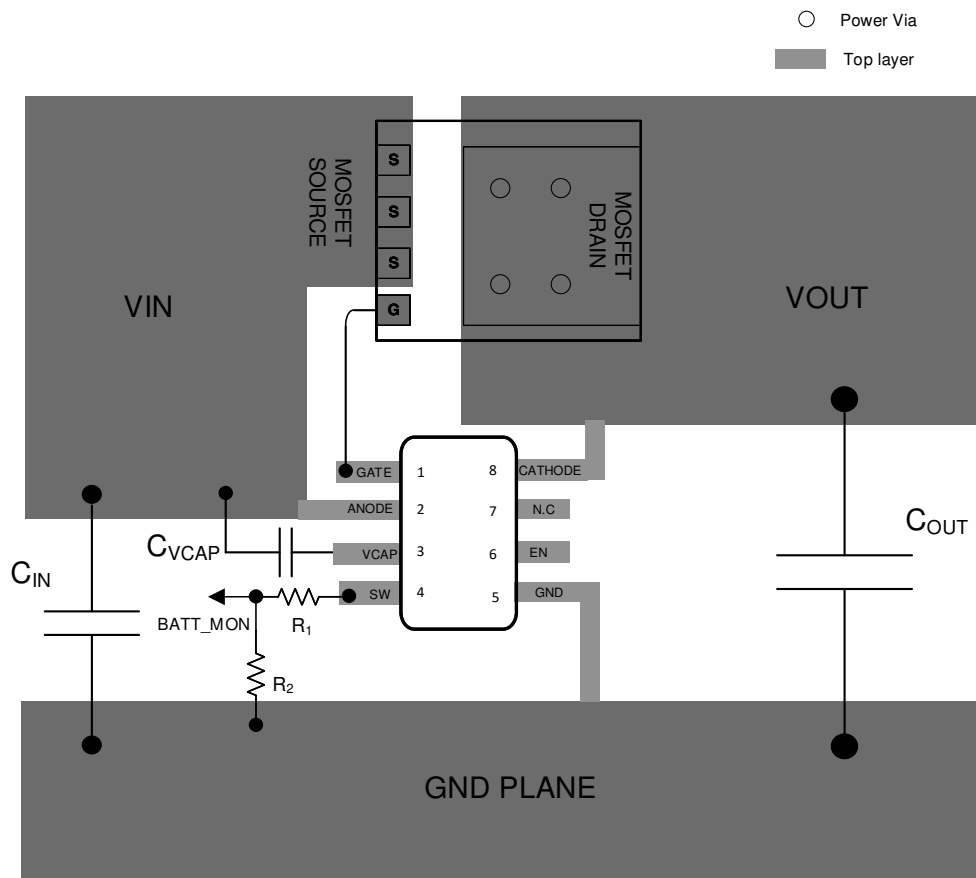 Power Via
Top layer
MOSFET
SOURCE
S
S
S
G
MOSFET
DRAIN
VIN
VOUT
GATE 1
8 CATHODE
ANODE 2
7 N.C
VCAP 3
6 EN
SW 4
5 GND
CVCAP
CIN
COUT
BATT_MON
R1
R2
GND PLANE